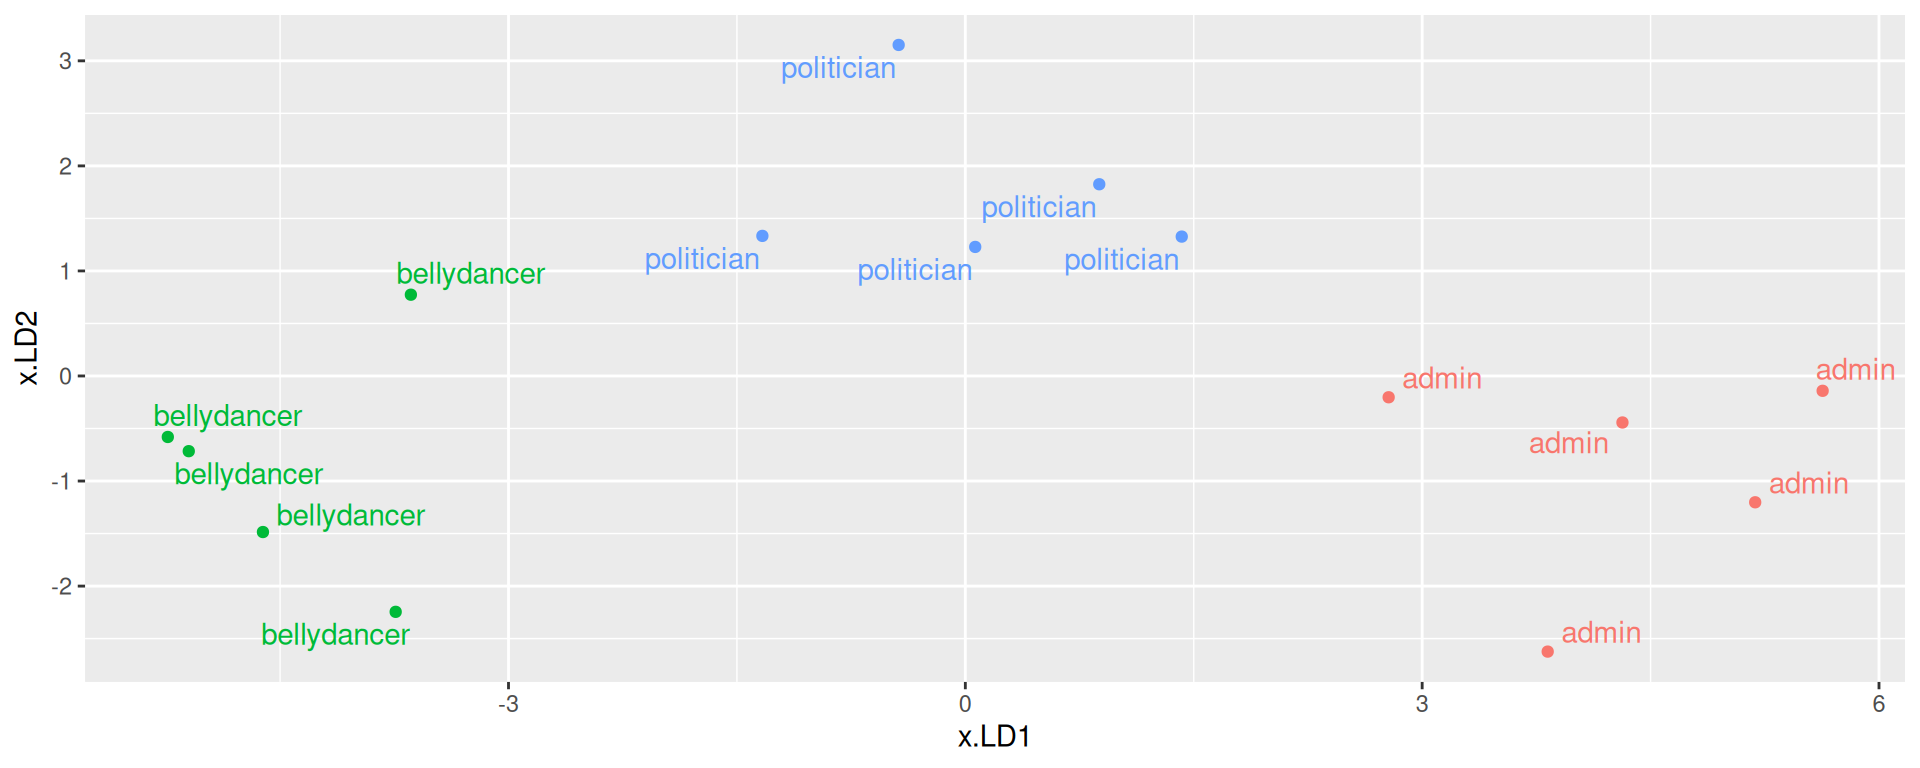 3
politician
2
politician
politician
politician
politician
1
bellydancer
x.LD2
0
admin
admin
bellydancer
admin
bellydancer
-1
admin
bellydancer
-2
bellydancer
admin
-3
0
3
6
x.LD1